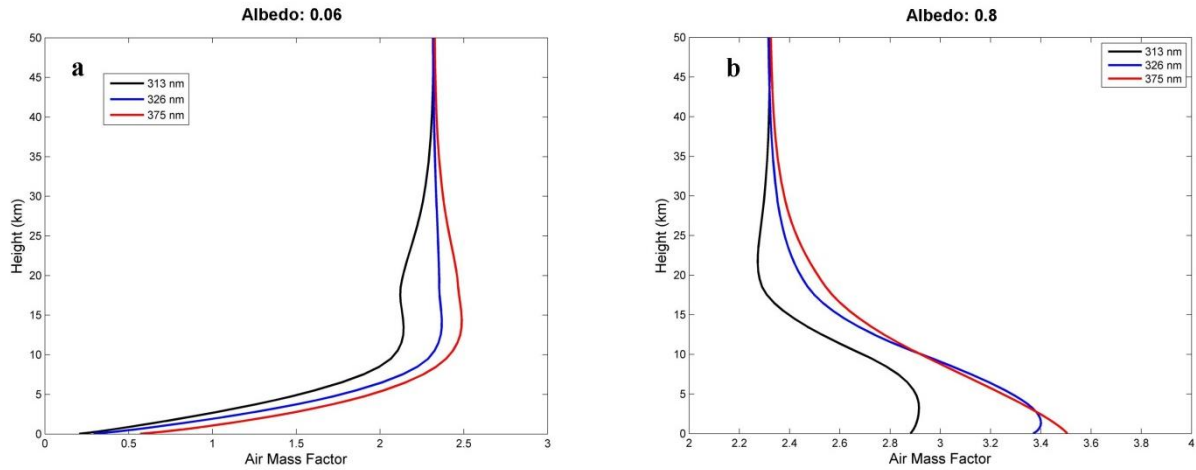 Albedo: 0.06
a
313 nm
326 nm
375 nm
50
45
40
35
30
25
20
15
10
5
0
Height (km)
0 0.5 1 1.5 2 2.5 3
Air Mass Factor
Albedo: 0.8
b
313 nm
326 nm
375 nm
50
45
40
35
30
25
20
15
10
5
0
Height (km)
2 2.2 2.4 2.6 2.8 3 3.2 3.4 3.6 3.8 4
Air Mass Factor